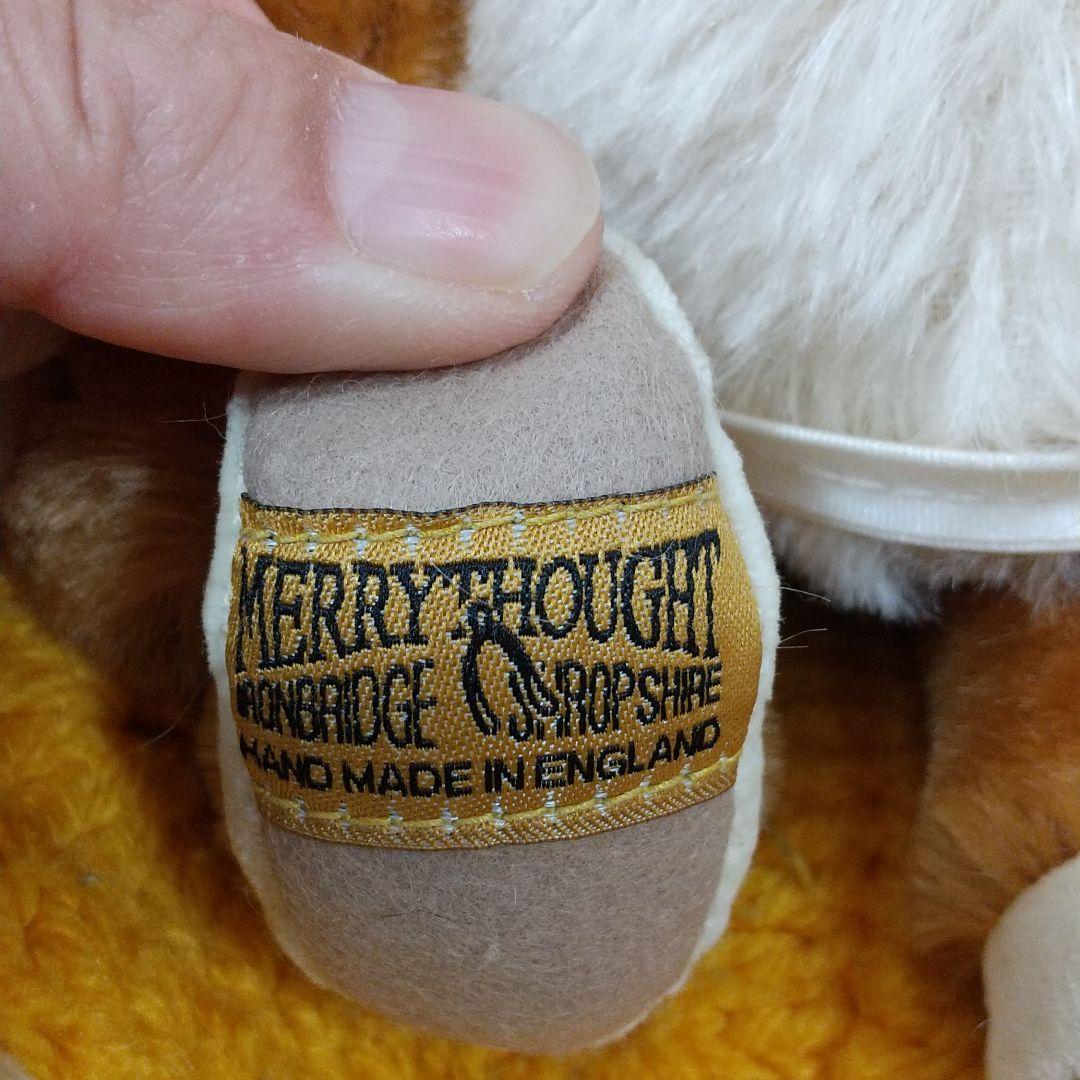 MERRYTHOUGHT
IRONBRIDGE SHROPSHIRE
HAND MADE IN ENGLAND